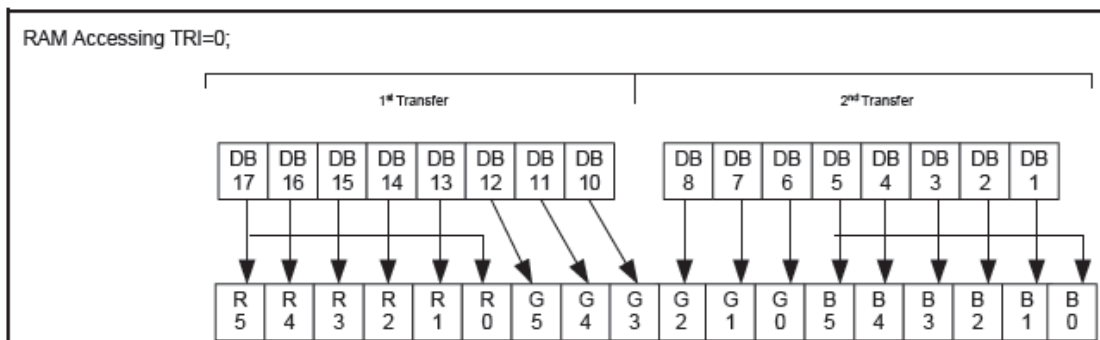 RAM Accessing TRI=0;
1st Transfer 2nd Transfer
DB DB DB DB DB DB DB DB DB DB DB DB DB DB DB DB
17 16 15 14 13 12 11 10 8 7 6 5 4 3 2 1
R R R R R R G G G G G G B B B B B B
5 4 3 2 1 0 5 4 3 2 1 0 5 4 3 2 1 0